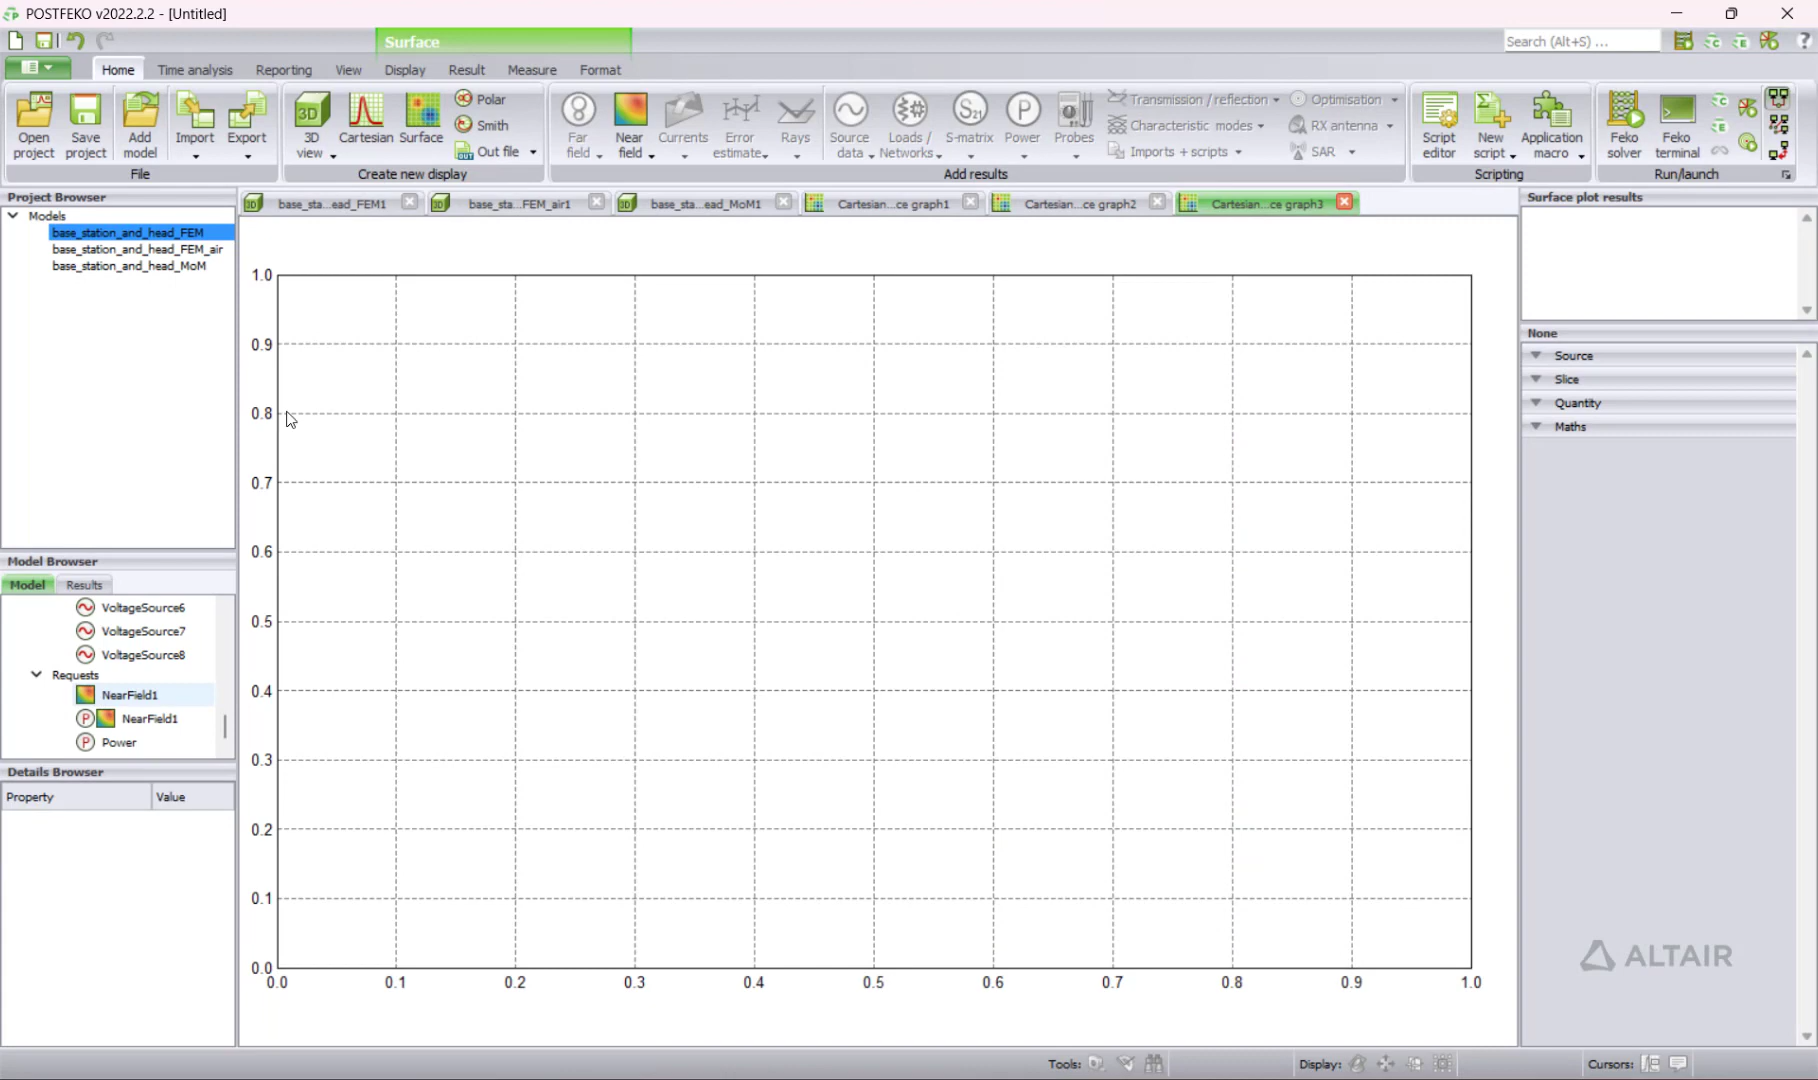 POSTFEKO v2022.2.2 - [Untitled]
Surface
Search (Alt+S) ...
Home Time analysis Reporting View Display Result Measure Format
Open project
Save project
Add model
Import
Export
File
3D view
Cartesian
Surface
Polar
Smith
Out file
Create new display
Far field
Near field
Currents
Error estimate
Rays
Source data
Loads / Networks
S-matrix
Power
Probes
Transmission / reflection
Characteristic modes
Imports + scripts
Optimisation
RX antenna
SAR
Add results
Script editor
New script
Application macro
Scripting
Feko solver
Feko terminal
Run/launch
Project Browser
Models
base_station_and_head_FEM
base_station_and_head_FEM_air
base_station_and_head_MoM
base_sta...ead_FEM1
base_sta...FEM_air1
base_sta...ead_MoM1
Cartesian...ce graph1
Cartesian...ce graph2
Cartesian...ce graph3
1.0
0.9
0.8
0.7
0.6
0.5
0.4
0.3
0.2
0.1
0.0
0.0 0.1 0.2 0.3 0.4 0.5 0.6 0.7 0.8 0.9 1.0
Model Browser
Model Results
VoltageSource6
VoltageSource7
VoltageSource8
Requests
NearField1
P NearField1
P Power
Details Browser
Property Value
Surface plot results
None
Source
Slice
Quantity
Maths
ALTAIR
Tools:
Display:
Cursors: